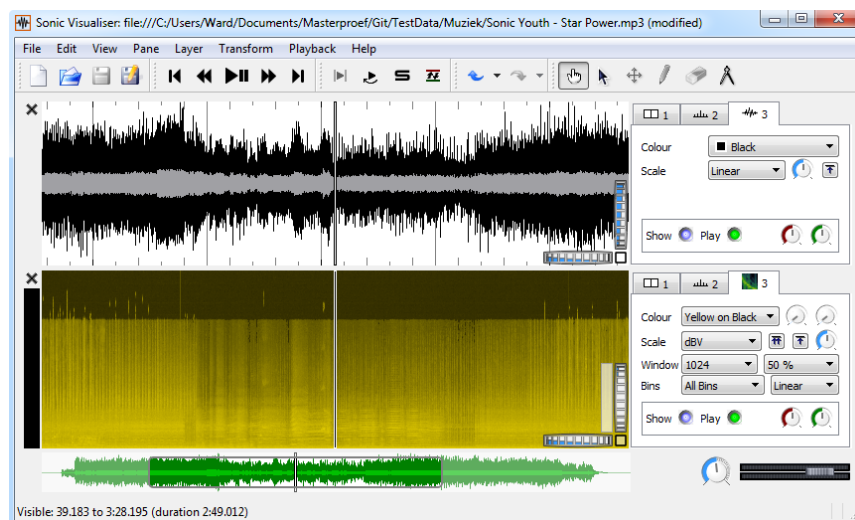 Sonic Visualiser: file:///C:/Users/Ward/Documents/Masterproef/Git/TestData/Muziek/Sonic Youth - Star Power.mp3 (modified)
File Edit View Pane Layer Transform Playback Help
1 2 3
Colour Black
Scale Linear
Show Play
1 2 3
Colour Yellow on Black
Scale dBV
Window 1024 50 %
Bins All Bins Linear
Show Play
Visible: 39.183 to 3:28.195 (duration 2:49.012)